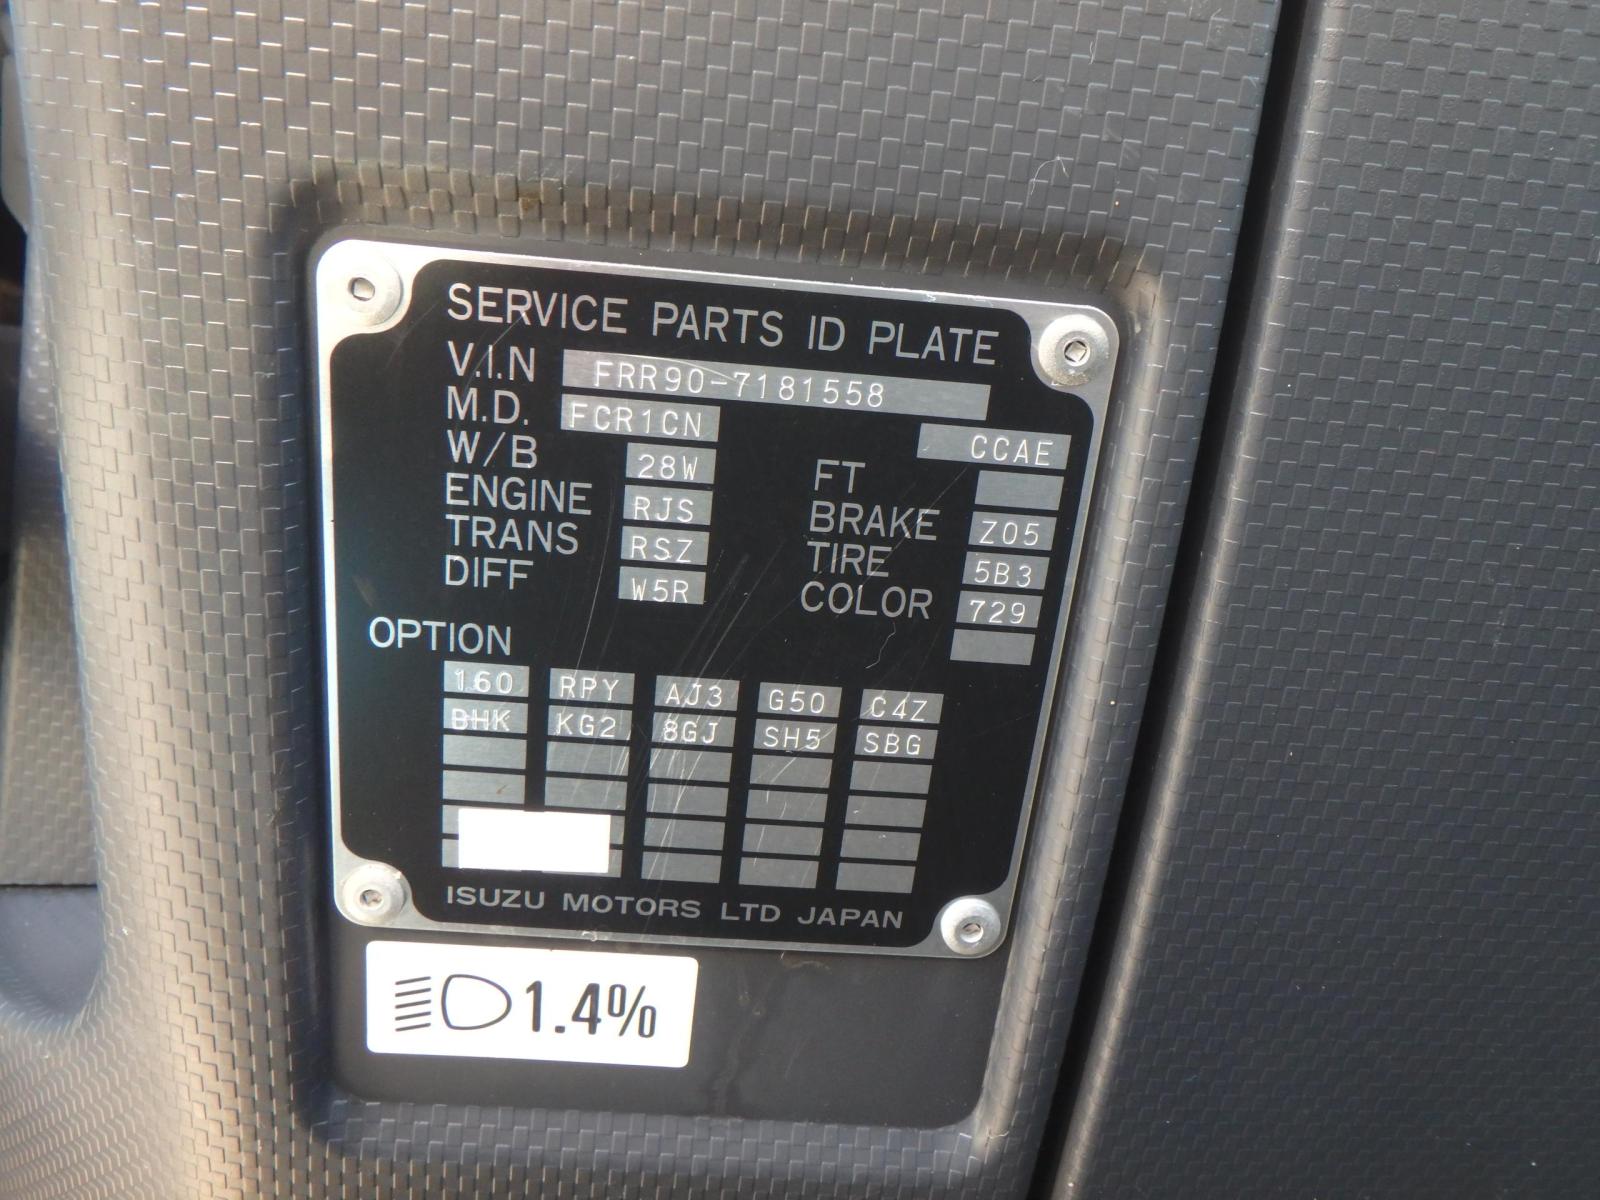 SERVICE PARTS ID PLATE
V.I.N FRR90-7181558
M.D. FCR1CN CCAE
W/B 28W FT
ENGINE RJS BRAKE Z05
TRANS RSZ TIRE 5B3
DIFF W5R COLOR 729
OPTION
160 RPY AJ3 G50 C4Z
BHK KG2 8GJ SH5 SBG
ISUZU MOTORS LTD JAPAN
1.4%